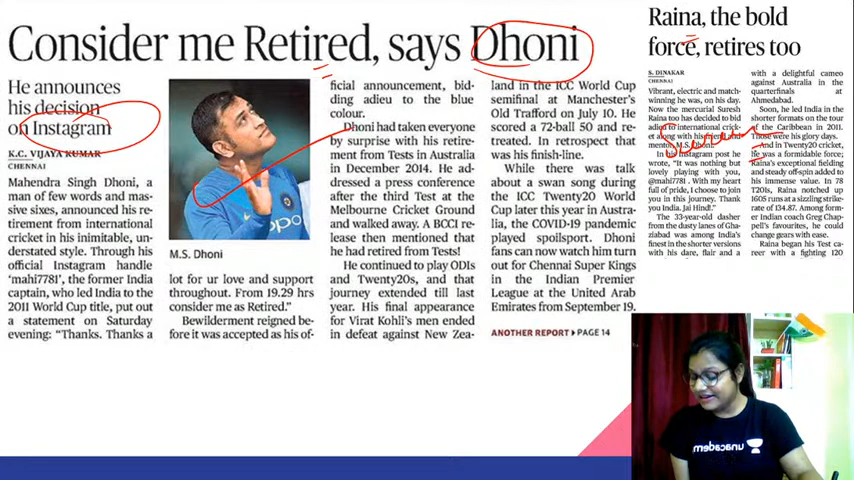 Consider me Retired, says Dhoni
He announces
his decision
on Instagram
K.C. VIJAYA KUMAR
CHENNAI
Mahendra Singh Dhoni, a
man of few words and mas-
sive sixes, announced his re-
tirement from international
cricket in his inimitable, un-
derstated style. Through his
official Instagram handle
‘mahi7781’, the former India
captain, who led India to the
2011 World Cup title, put out
a statement on Saturday
evening: “Thanks. Thanks a
M.S. Dhoni
lot for ur love and support
throughout. From 19.29 hrs
consider me as Retired.”
Bewilderment reigned be-
fore it was accepted as his of-
ficial announcement, bid-
ding adieu to the blue
colour.
Dhoni had taken everyone
by surprise with his retire-
ment from Tests in Australia
in December 2014. He ad-
dressed a press conference
after the third Test at the
Melbourne Cricket Ground
and walked away. A BCCI re-
lease then mentioned that
he had retired from Tests!
He continued to play ODIs
and Twenty20s, and that
journey extended till last
year. His final appearance
for Virat Kohli’s men ended
in defeat against New Zea-
land in the ICC World Cup
semifinal at Manchester’s
Old Trafford on July 10. He
scored a 72-ball 50 and re-
treated. In retrospect that
was his finish-line.
While there was talk
about a swan song during
the ICC Twenty20 World
Cup later this year in Austra-
lia, the COVID-19 pandemic
played spoilsport. Dhoni
fans can now watch him turn
out for Chennai Super Kings
in the Indian Premier
League at the United Arab
Emirates from September 19.
ANOTHER REPORT PAGE 14
Raina, the bold
force, retires too
S. DINAKAR
CHENNAI
Vibrant, electric and match-
winning he was, on his day.
Now the mercurial Suresh
Raina too has decided to bid
adieu to international crick-
et along with his friend and
mentor, M.S. Dhoni.
In his Instagram post he
wrote, “It was nothing but
lovely playing with you,
@mahi7781 . With my heart
full of pride, I choose to join
you in this journey. Thank
you India. Jai Hind!”
The 33-year-old dasher
from the dusty lanes of Gha-
ziabad was among India’s
finest in the shorter versions
with his dare, flair and a
with a delightful cameo
against Australia in the
quarterfinals at
Ahmedabad.
Soon, he led India in the
shorter formats on the tour
of the Caribbean in 2011.
Those were his glory days.
And in Twenty20 cricket,
he was a formidable force;
Raina’s exceptional fielding
and steady off-spin added to
his immense value. In 78
T20Is, Raina notched up
1605 runs at a sizzling strike-
rate of 134.87. Among former
Indian coach Greg Chap-
pell’s favourites, he could
change gears with ease.
Raina began his Test ca-
reer with a fighting 120
unacademy